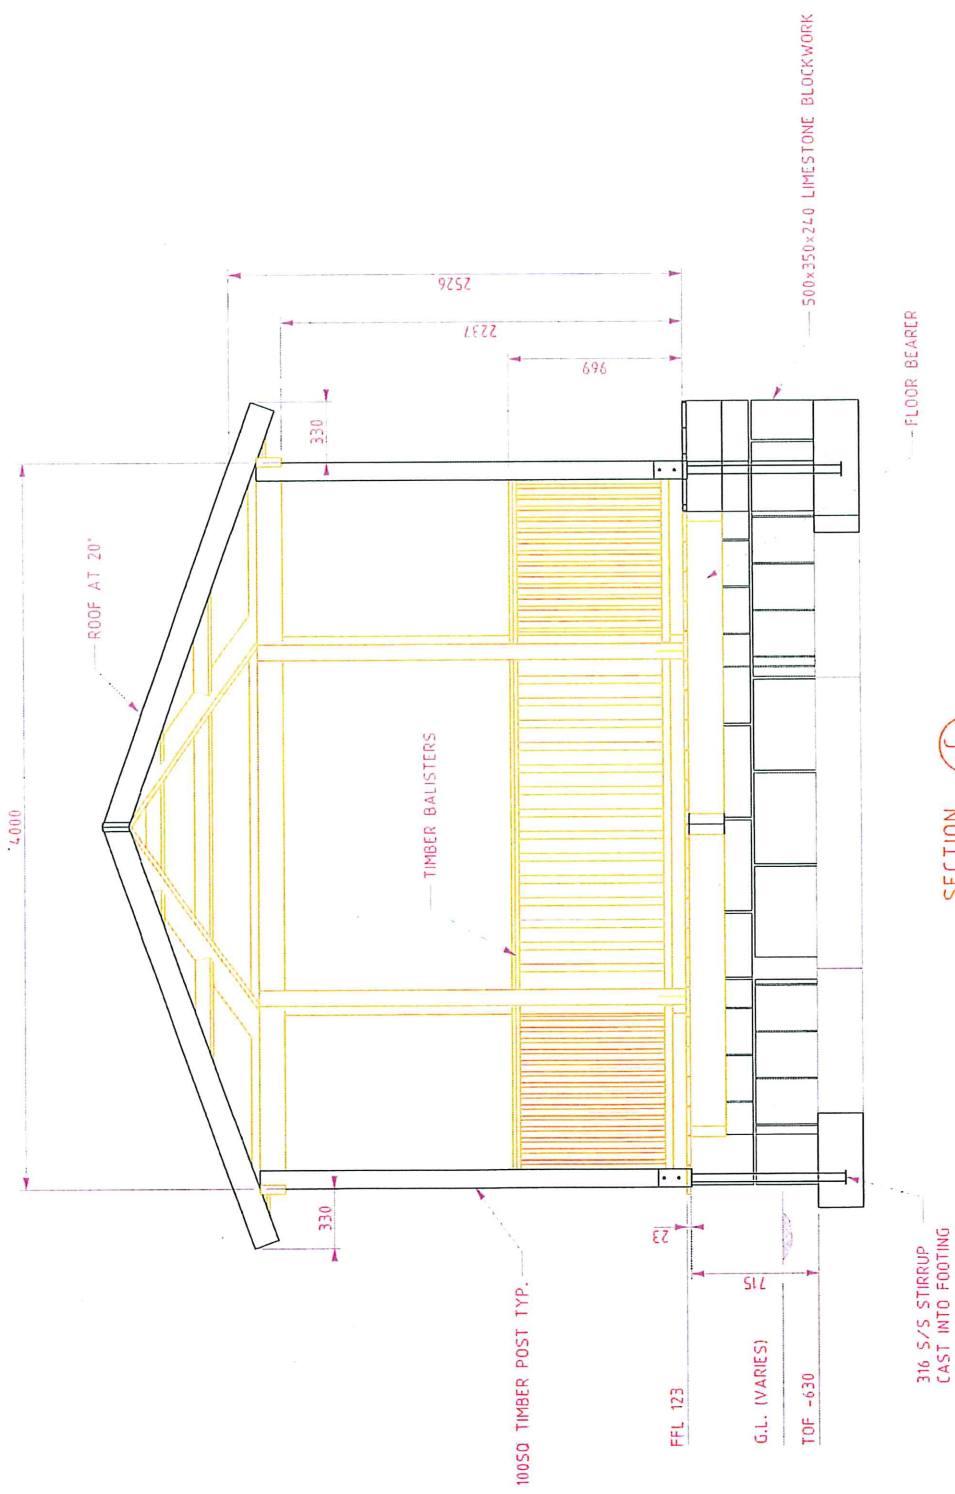 4000
ROOF AT 20°
330
330
2526
2237
969
TIMBER BALISTERS
100SQ TIMBER POST TYP.
500x350x240 LIMESTONE BLOCKWORK
FLOOR BEARER
23
715
FFL 123
G.L. (VARIES)
TOF -630
316 S/S STIRRUP
CAST INTO FOOTING
SECTION